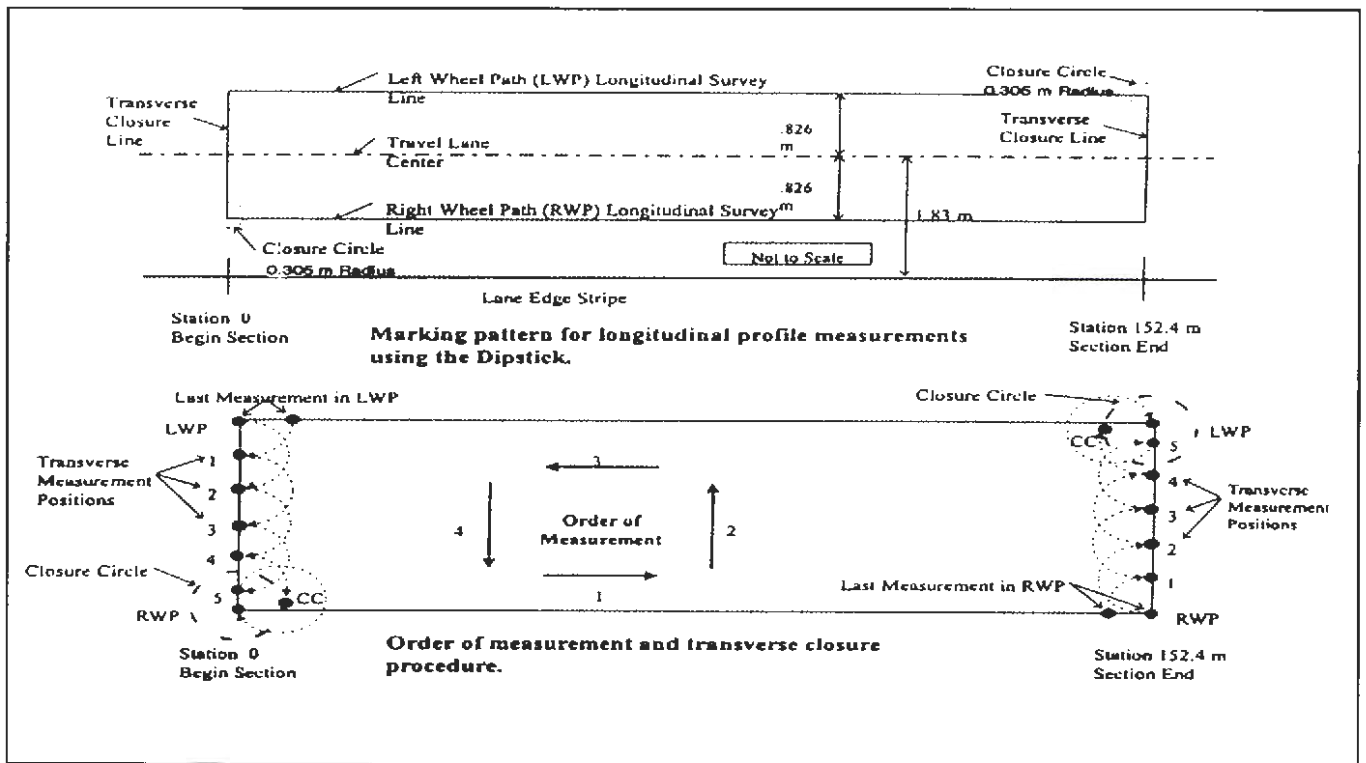 Left Wheel Path (LWP) Longitudinal Survey
Line
Closure Circle
0.305 m Radius
Transverse
Closure
Line
Transverse
Closure Line
.826
m
Travel Lane
Center
.826
m
Right Wheel Path (RWP) Longitudinal Survey
Line
1.83 m
Closure Circle
0.305 m Radius
Not to Scale
Lane Edge Stripe
Station 0
Begin Section
Marking pattern for longitudinal profile measurements
using the Dipstick.
Station 152.4 m
Section End
Last Measurement in LWP
Closure Circle
LWP
CC
LWP
5
Transverse
Measurement
Positions
1
2
3
4
5
3
4
Order of
Measurement
2
1
4
3
2
1
Transverse
Measurement
Positions
Closure Circle
CC
RWP
Last Measurement in RWP
RWP
Station 0
Begin Section
Order of measurement and transverse closure
procedure.
Station 152.4 m
Section End